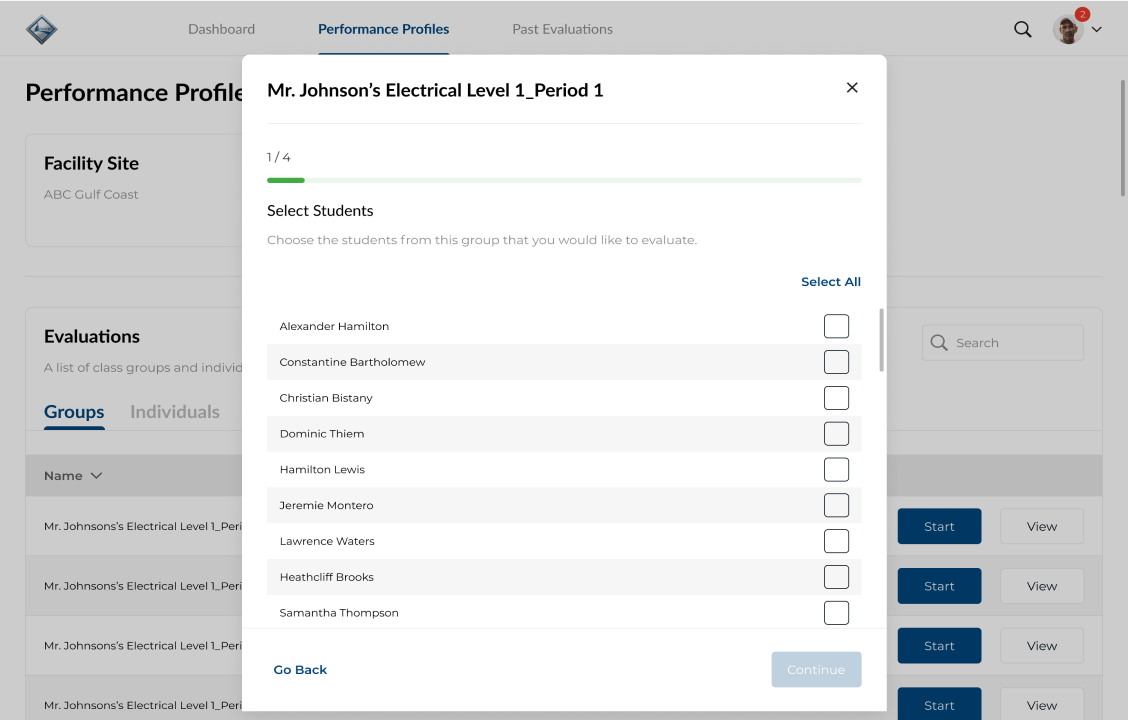 Dashboard
Performance Profiles
Past Evaluations
2
Performance Profile
Mr. Johnson’s Electrical Level 1_Period 1
Facility Site
ABC Gulf Coast
1 / 4
Select Students
Choose the students from this group that you would like to evaluate.
Select All
Evaluations
A list of class groups and individ
Search
Groups
Individuals
Name
Alexander Hamilton
Constantine Bartholomew
Christian Bistany
Dominic Thiem
Hamilton Lewis
Jeremie Montero
Lawrence Waters
Heathcliff Brooks
Samantha Thompson
Mr. Johnsons’s Electrical Level 1_Peri
Start
View
Mr. Johnsons’s Electrical Level 1_Peri
Start
View
Mr. Johnsons’s Electrical Level 1_Peri
Start
View
Mr. Johnsons’s Electrical Level 1_Peri
Start
View
Go Back
Continue